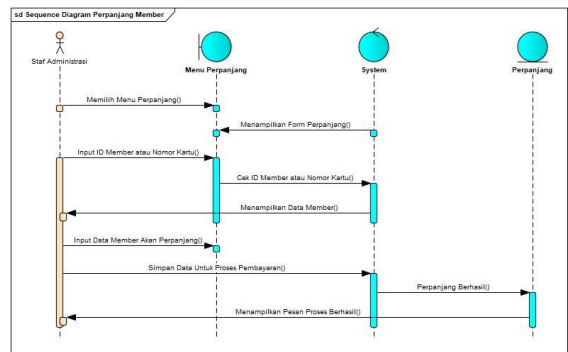 sd Sequence Diagram Perpanjang Member
Staf Administrasi
Menu Perpanjang
System
Perpanjang
Memilih Menu Perpanjang()
Menampilkan Form Perpanjang()
Input ID Member atau Nomor Kartu()
Cek ID Member atau Nomor Kartu()
Menampilkan Data Member()
Input Data Member Akan Perpanjang()
Simpan Data Untuk Proses Pembayaran()
Perpanjang Berhasil()
Menampilkan Pesan Proses Berhasil()